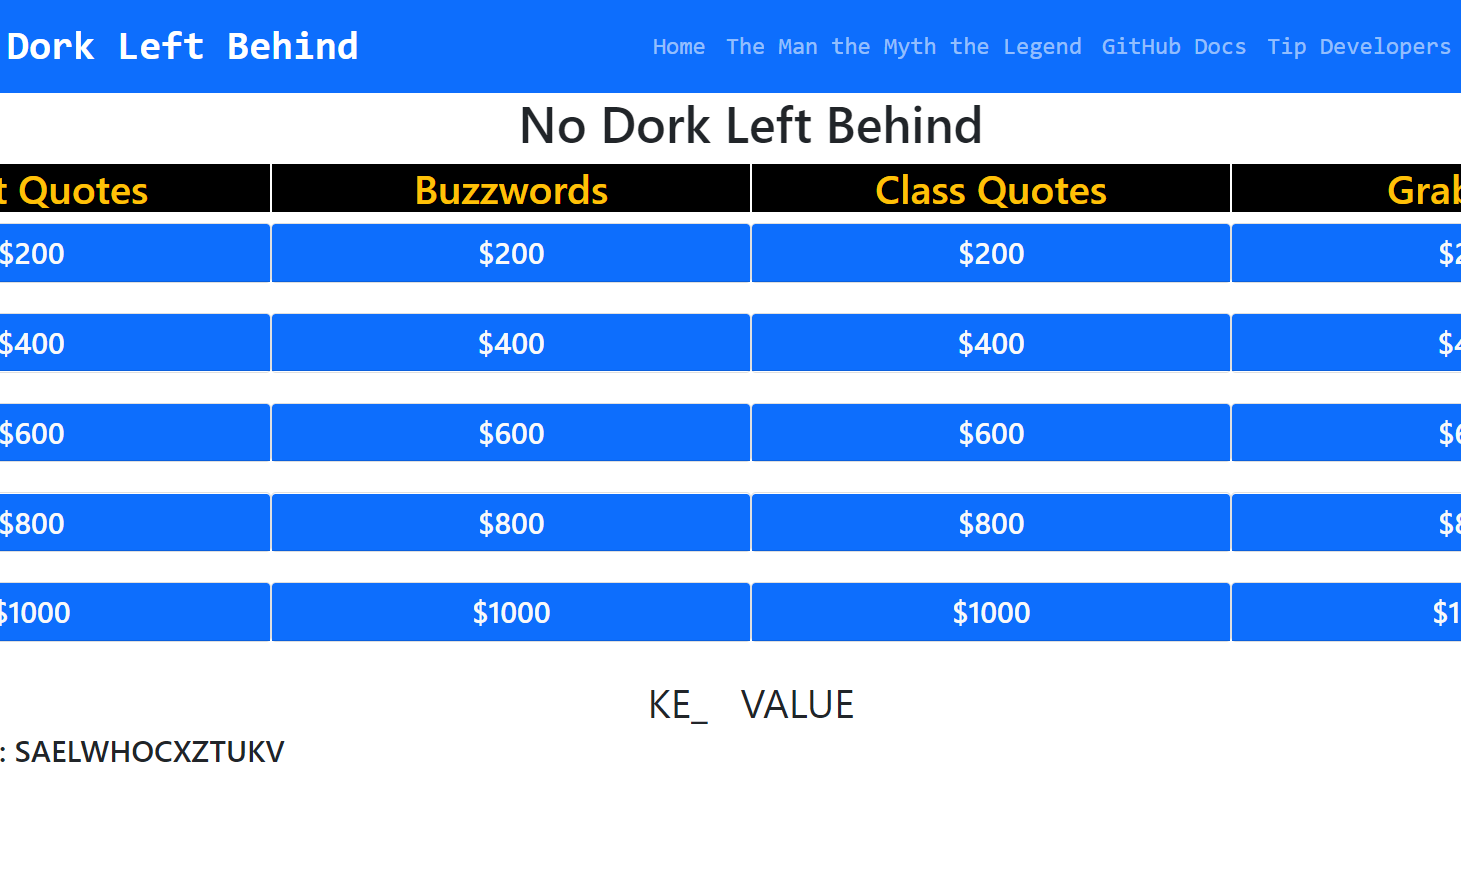 Dork Left Behind Home The Man the Myth the Legend GitHub Docs Tip Developers
No Dork Left Behind
t Quotes Buzzwords Class Quotes Grab
$200 $200 $200 $2
$400 $400 $400 $4
$600 $600 $600 $6
$800 $800 $800 $8
$1000 $1000 $1000 $1
KE_ VALUE
: SAELWHOCXZTUKV